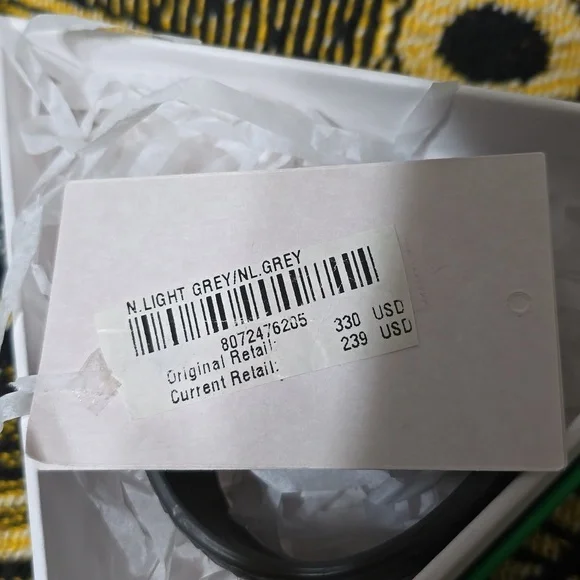 N.LIGHT GREY/NL.GREY
8072476205
Original Retail: 330 USD
Current Retail: 239 USD